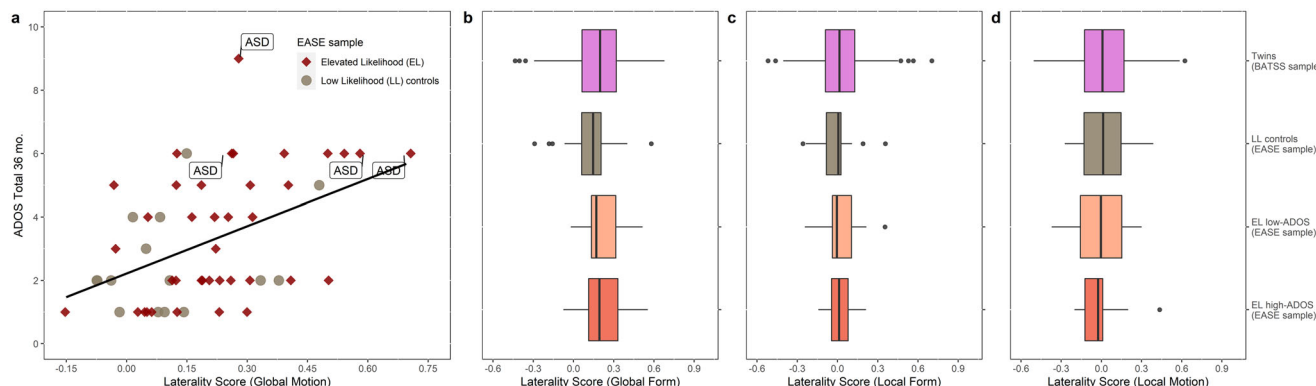 a
b
c
d
ADOS Total 36 mo.
10
8
6
4
2
0
EASE sample
Elevated Likelihood (EL)
Low Likelihood (LL) controls
ASD
ASD
ASD
ASD
-0.15 0.00 0.15 0.30 0.45 0.60 0.75
Laterality Score (Global Motion)
-0.6 -0.3 0.0 0.3 0.6 0.9
Laterality Score (Global Form)
-0.6 -0.3 0.0 0.3 0.6 0.9
Laterality Score (Local Form)
-0.6 -0.3 0.0 0.3 0.6 0.9
Laterality Score (Local Motion)
Twins
(BATSS sample
LL controls
(EASE sample)
EL low-ADOS
(EASE sample)
EL high-ADOS
(EASE sample)